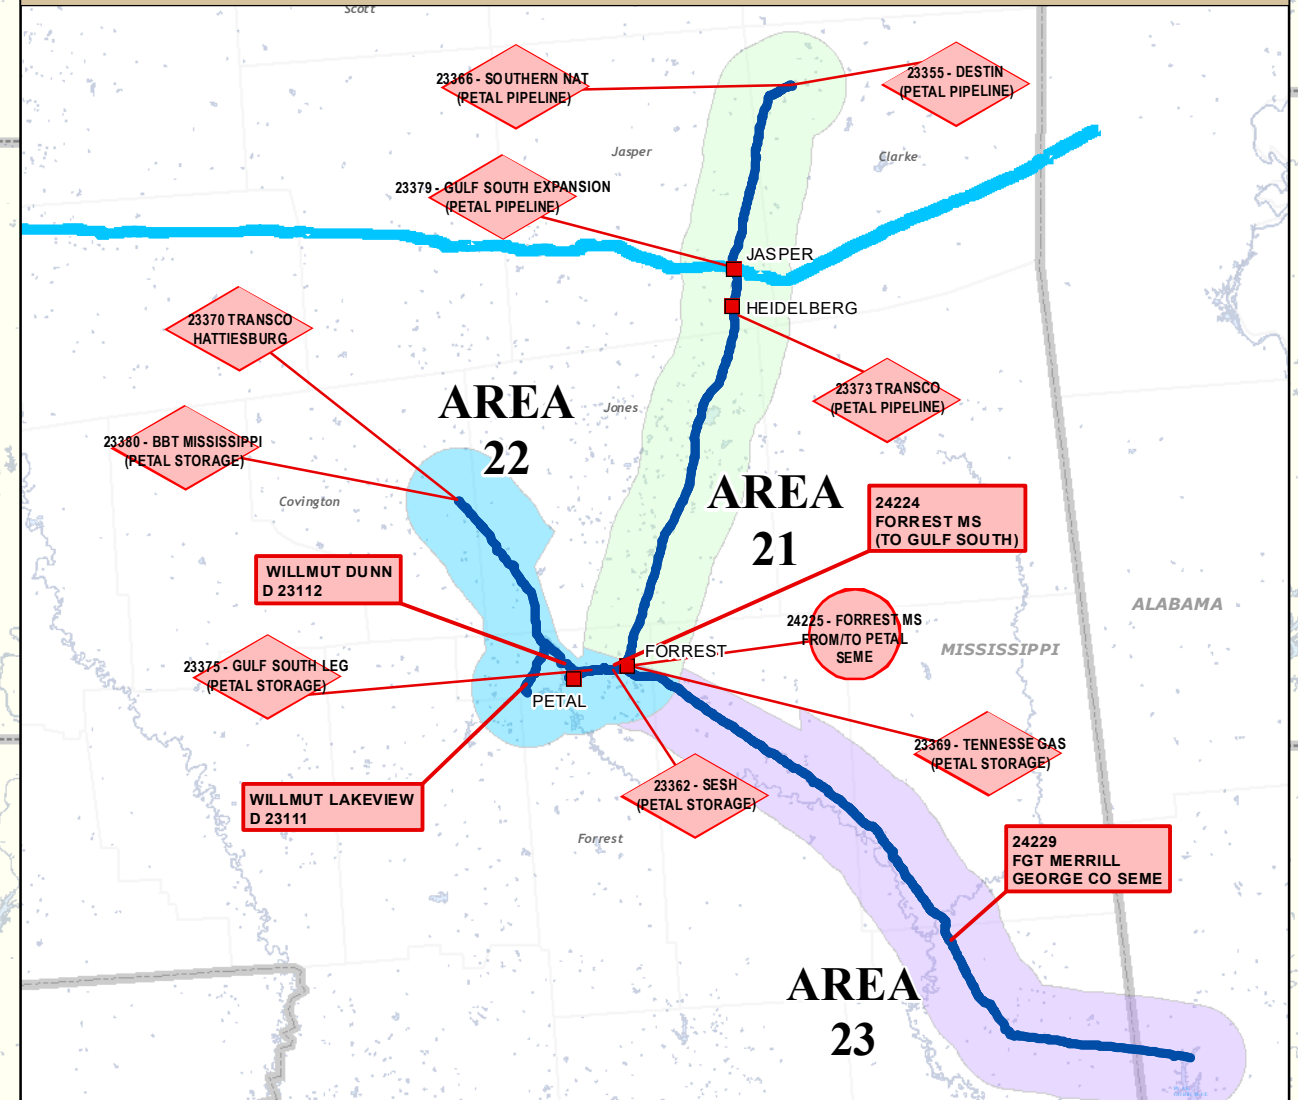 Scott
23366 - SOUTHERN NAT
(PETAL PIPELINE)
23355 - DESTIN
(PETAL PIPELINE)
Jasper
Clarke
23379 - GULF SOUTH EXPANSION
(PETAL PIPELINE)
JASPER
HEIDELBERG
23370 TRANSCO
HATTIESBURG
23373 TRANSCO
(PETAL PIPELINE)
AREA
22
Jones
23380 - BBT MISSISSIPPI
(PETAL STORAGE)
Covington
AREA
21
24224
FORREST MS
(TO GULF SOUTH)
WILLMUT DUNN
D 23112
ALABAMA
24225 - FORREST MS
FROM/TO PETAL
SEME
MISSISSIPPI
FORREST
23375 - GULF SOUTH LEG
(PETAL STORAGE)
PETAL
23369 - TENNESSE GAS
(PETAL STORAGE)
23362 - SESH
(PETAL STORAGE)
WILLMUT LAKEVIEW
D 23111
Forrest
24229
FGT MERRILL
GEORGE CO SEME
AREA
23